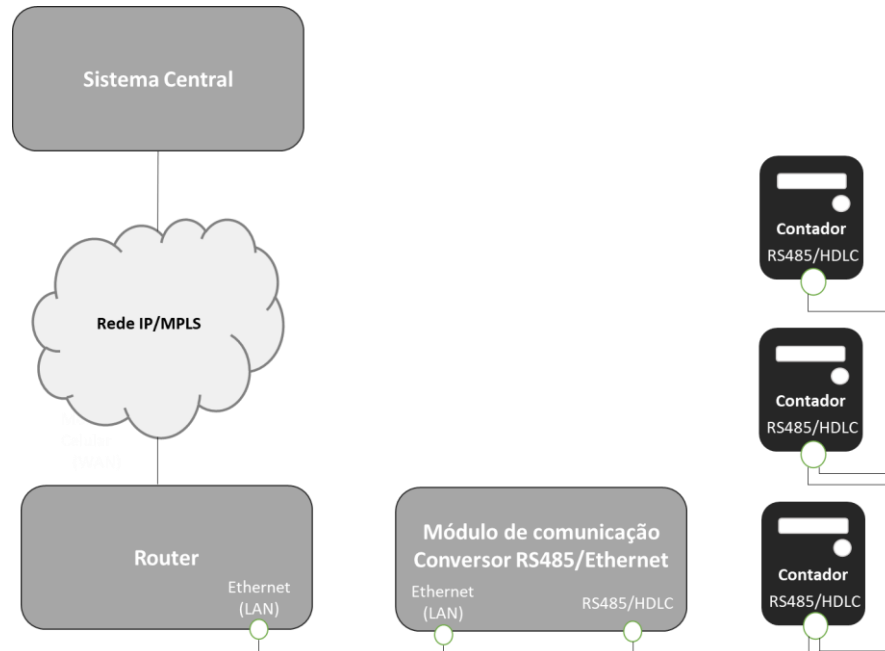 Sistema Central
Rede IP/MPLS
Router
Ethernet
(LAN)
Módulo de comunicação
Conversor RS485/Ethernet
Ethernet
(LAN)
RS485/HDLC
Contador
RS485/HDLC
Contador
RS485/HDLC
Contador
RS485/HDLC